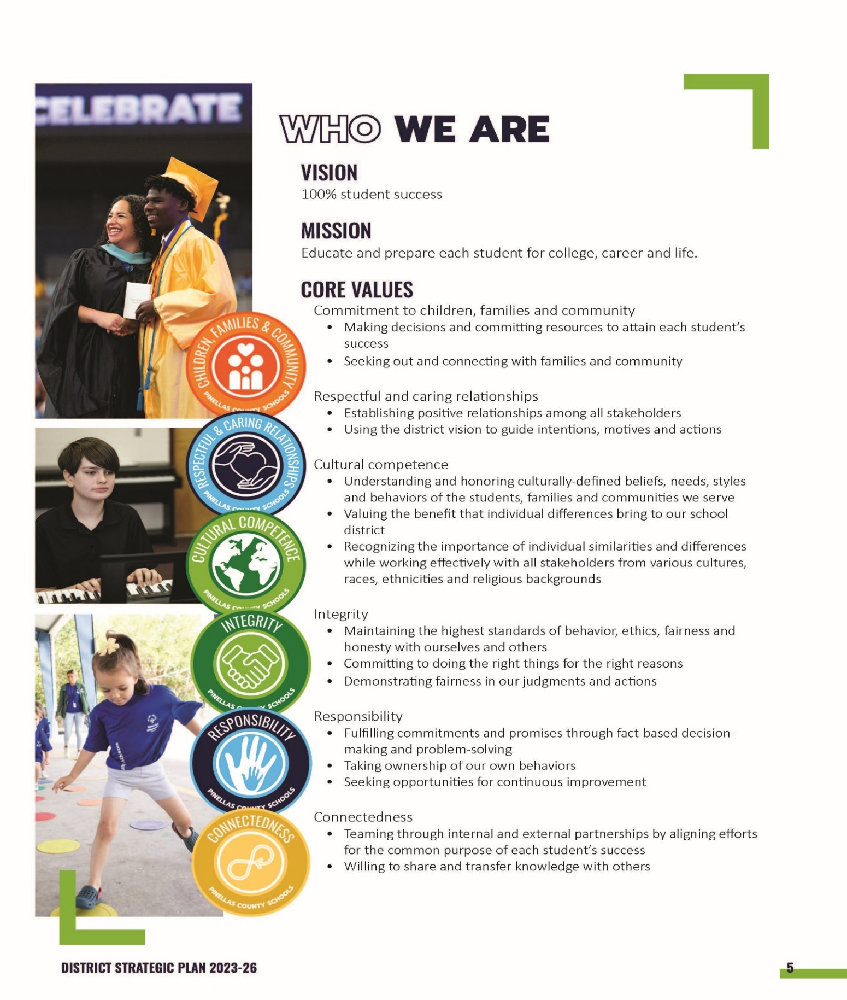 CELEBRATE
WHO WE ARE
VISION
100% student success
MISSION
Educate and prepare each student for college, career and life.
CORE VALUES
Commitment to children, families and community
• Making decisions and committing resources to attain each student’s
success
• Seeking out and connecting with families and community
Respectful and caring relationships
• Establishing positive relationships among all stakeholders
• Using the district vision to guide intentions, motives and actions
Cultural competence
• Understanding and honoring culturally-defined beliefs, needs, styles
and behaviors of the students, families and communities we serve
• Valuing the benefit that individual differences bring to our school
district
• Recognizing the importance of individual similarities and differences
while working effectively with all stakeholders from various cultures,
races, ethnicities and religious backgrounds
Integrity
• Maintaining the highest standards of behavior, ethics, fairness and
honesty with ourselves and others
• Committing to doing the right things for the right reasons
• Demonstrating fairness in our judgments and actions
Responsibility
• Fulfilling commitments and promises through fact-based decision-
making and problem-solving
• Taking ownership of our own behaviors
• Seeking opportunities for continuous improvement
Connectedness
• Teaming through internal and external partnerships by aligning efforts
for the common purpose of each student’s success
• Willing to share and transfer knowledge with others
CHILDREN, FAMILIES & COMMUNITY
PINELLAS COUNTY SCHOOLS
RESPECTFUL & CARING RELATIONSHIPS
PINELLAS COUNTY SCHOOLS
CULTURAL COMPETENCE
PINELLAS COUNTY SCHOOLS
INTEGRITY
PINELLAS COUNTY SCHOOLS
RESPONSIBILITY
PINELLAS COUNTY SCHOOLS
CONNECTEDNESS
PINELLAS COUNTY SCHOOLS
DISTRICT STRATEGIC PLAN 2023-26
5